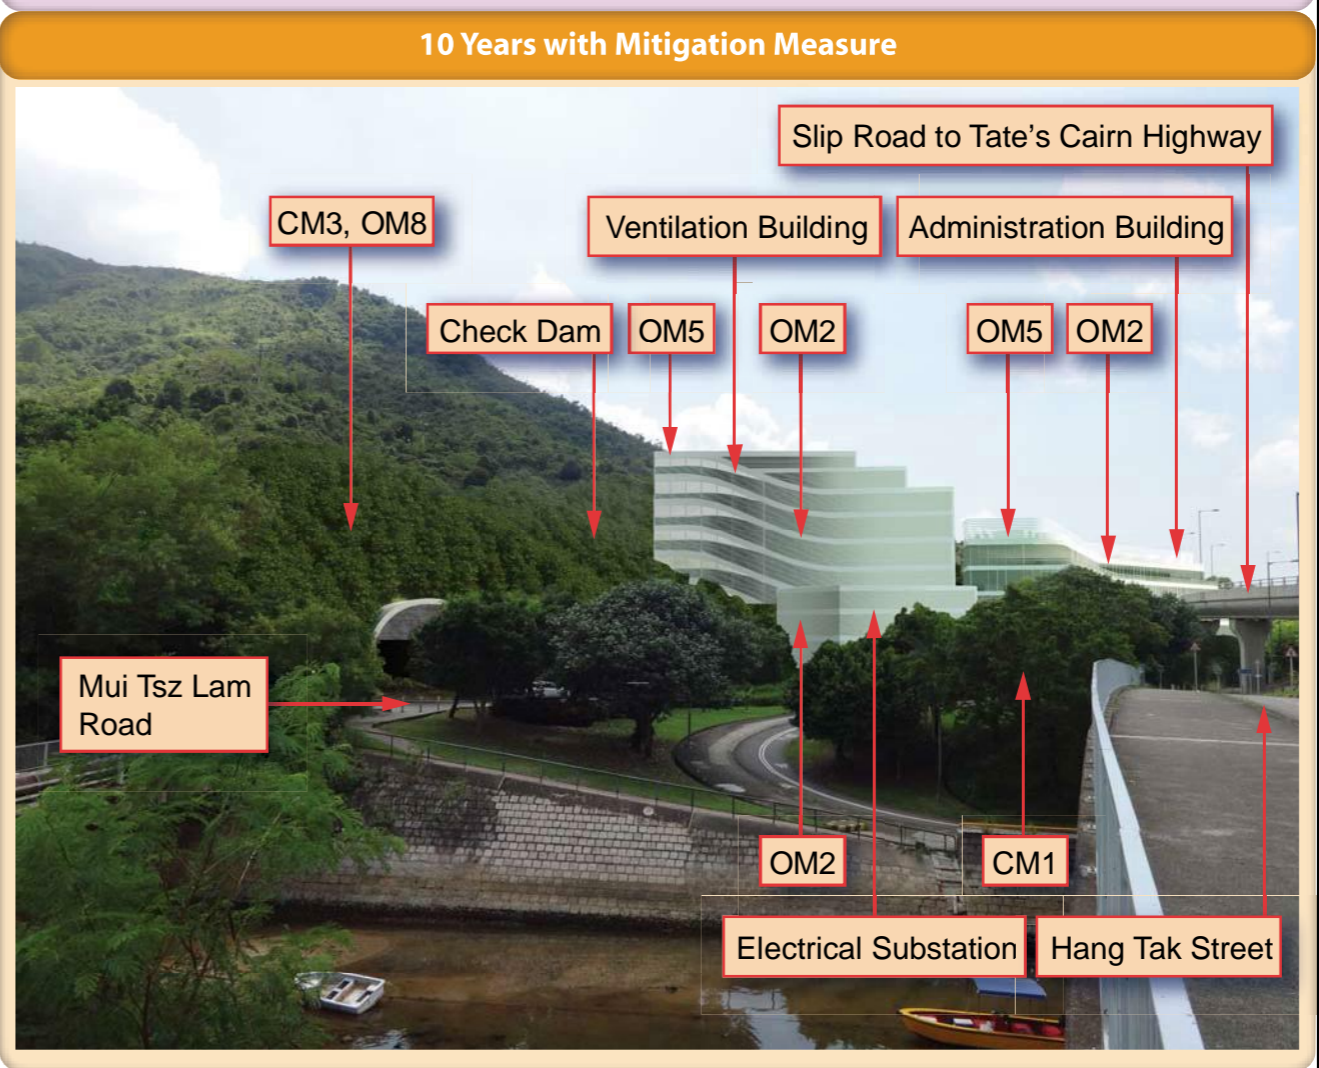 10 Years with Mitigation Measure
Slip Road to Tate's Cairn Highway
CM3, OM8
Ventilation Building
Administration Building
Check Dam
OM5
OM2
OM5
OM2
Mui Tsz Lam
Road
OM2
CM1
Electrical Substation
Hang Tak Street